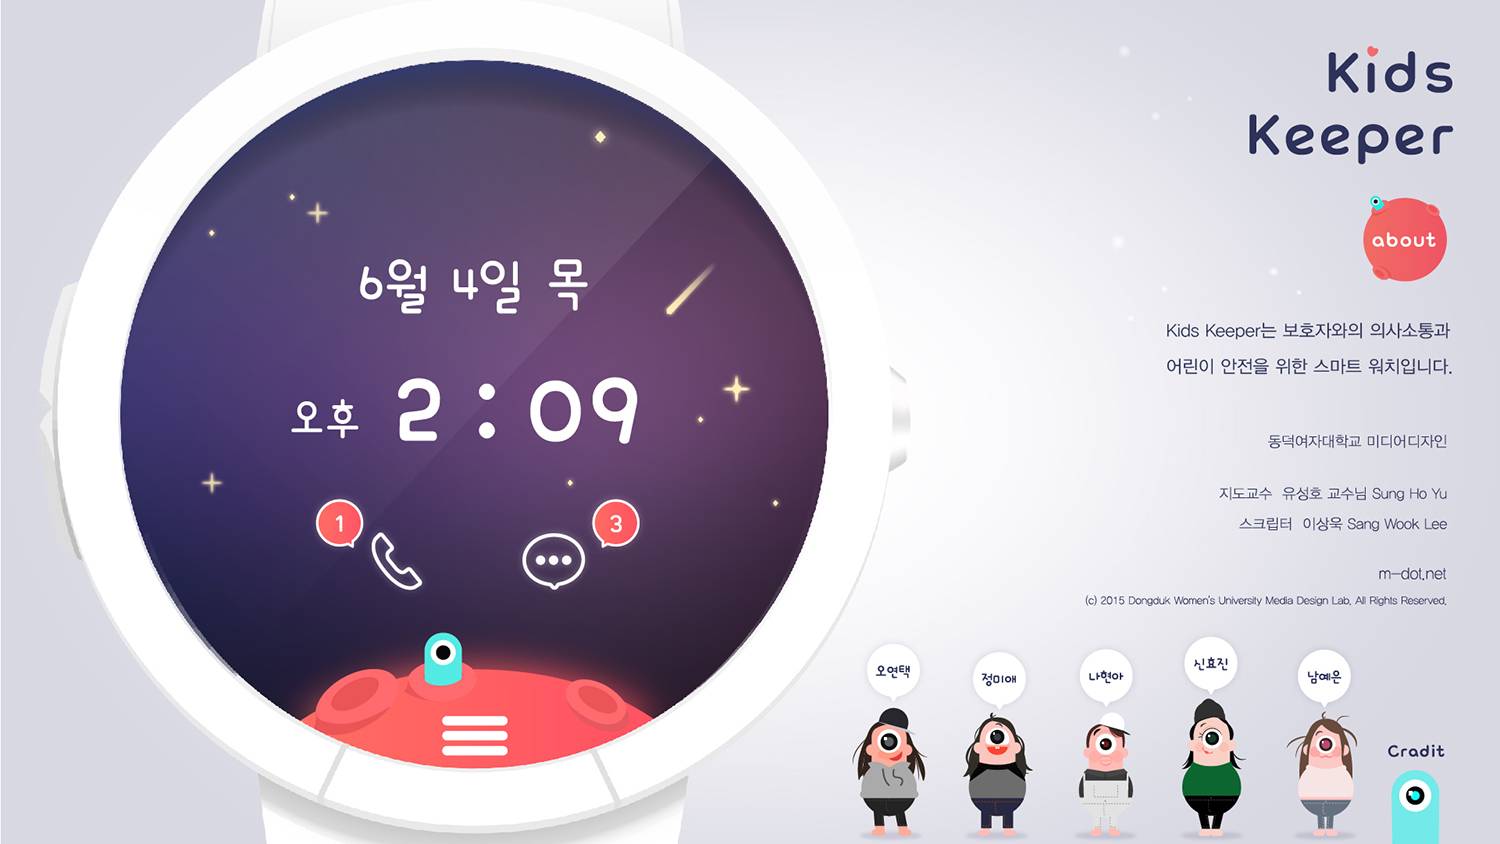 6월 4일 목
오후 2 : 09
1
3
Kids
Keeper
about
Kids Keeper는 보호자와의 의사소통과
어린이 안전을 위한 스마트 워치입니다.
동덕여자대학교 미디어디자인
지도교수 유성호 교수님 Sung Ho Yu
스크립터 이상욱 Sang Wook Lee
m-dot.net
(c) 2015 Dongduk Women's University Media Design Lab. All Rights Reserved.
오연택
정미애
나현아
신효진
남예은
Cradit